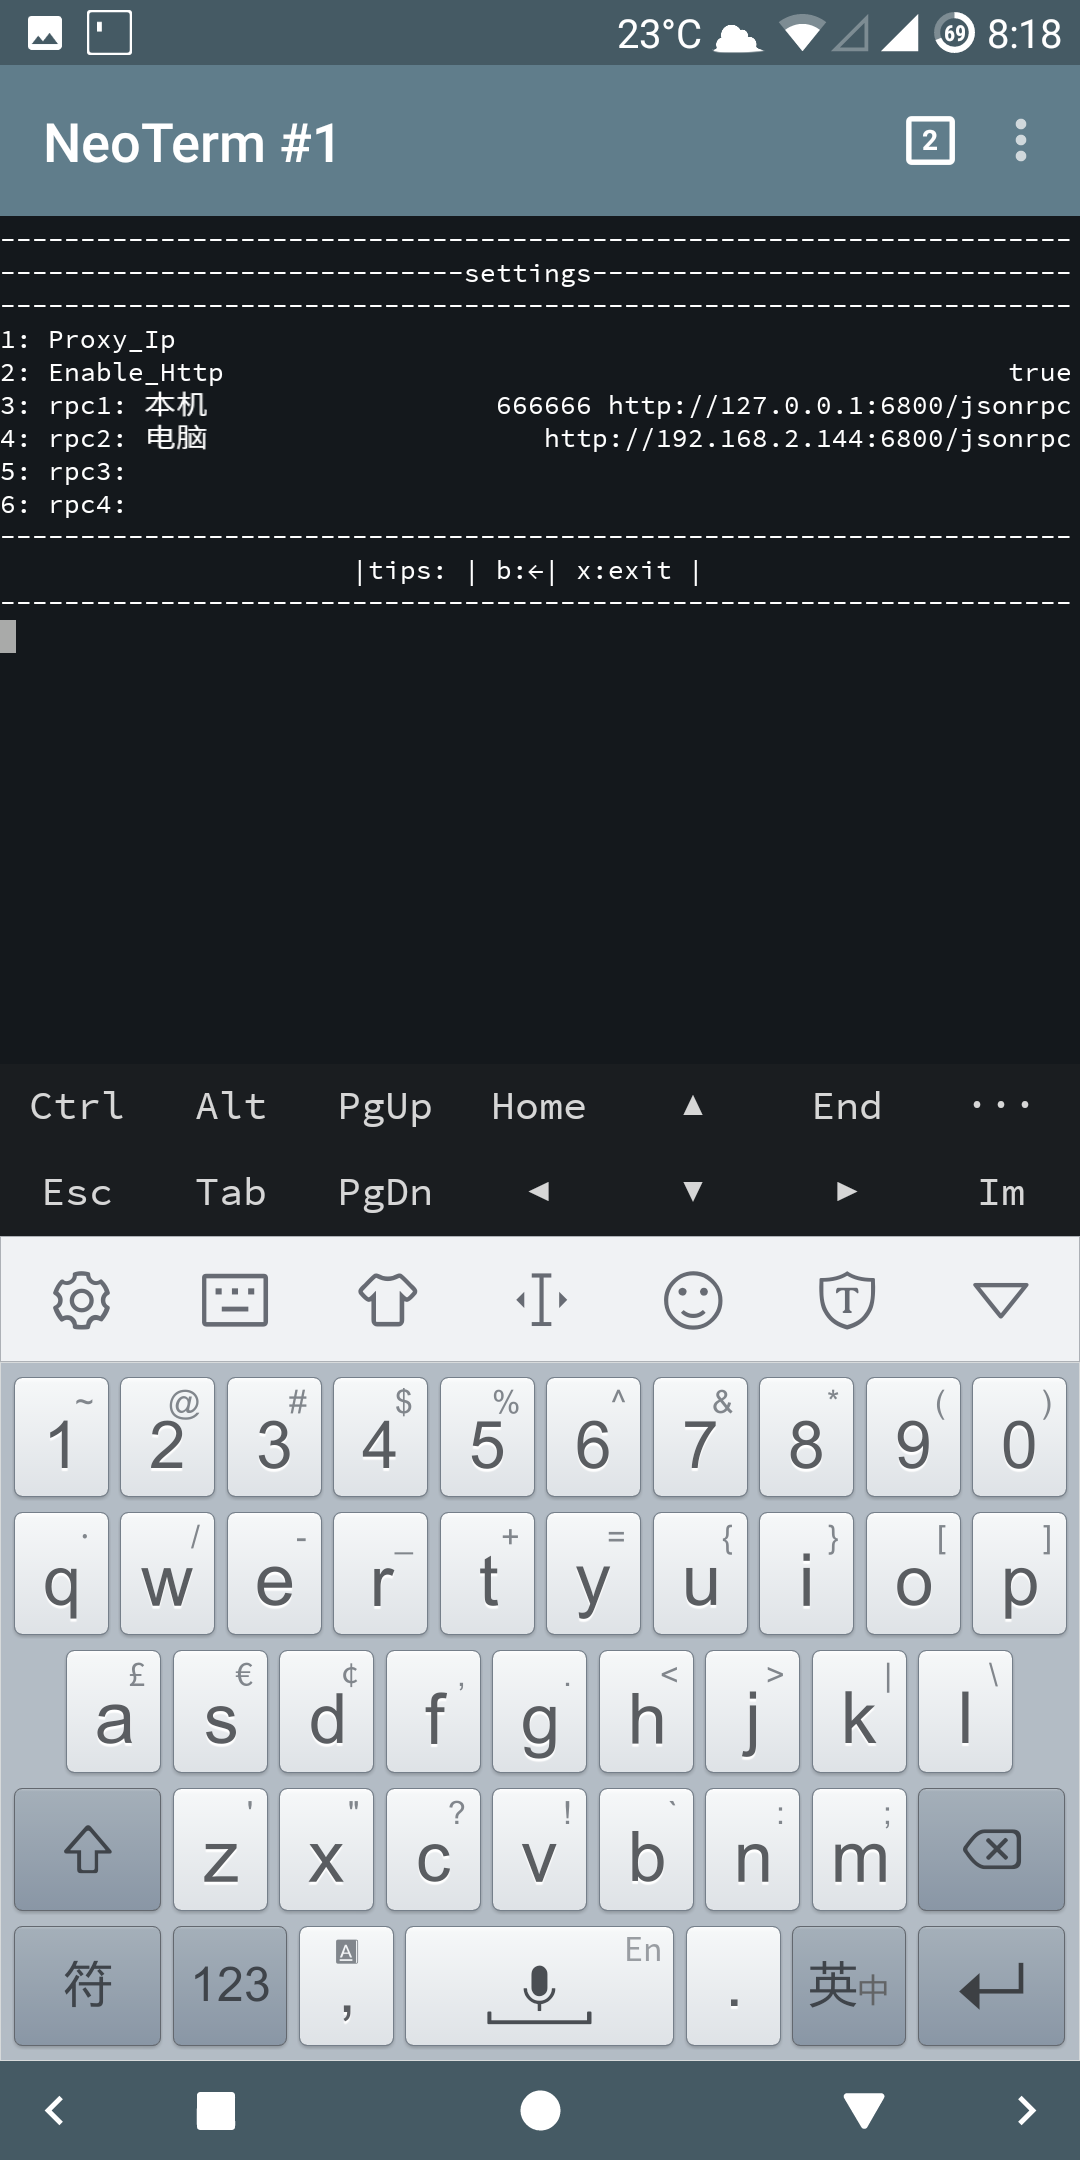 23°C 69 8:18
NeoTerm #1 2
-------------------------------------------------------------------
-----------------------------settings------------------------------
-------------------------------------------------------------------
1: Proxy_Ip
2: Enable_Http true
3: rpc1: 本机 666666 http://127.0.0.1:6800/jsonrpc
4: rpc2: 电脑 http://192.168.2.144:6800/jsonrpc
5: rpc3:
6: rpc4:
-------------------------------------------------------------------
|tips: | b:←| x:exit |
-------------------------------------------------------------------
Ctrl Alt PgUp Home ▲ End ···
Esc Tab PgDn ◀ ▼ ▶ Im
T
~ @ # $ % ^ & * ( )
1 2 3 4 5 6 7 8 9 0
· / - _ + = { } [ ]
q w e r t y u i o p
£ € ¢ , . < > | \
a s d f g h j k l
' " ? ! ` : ;
z x c v b n m
A En
符 123 , . 英中